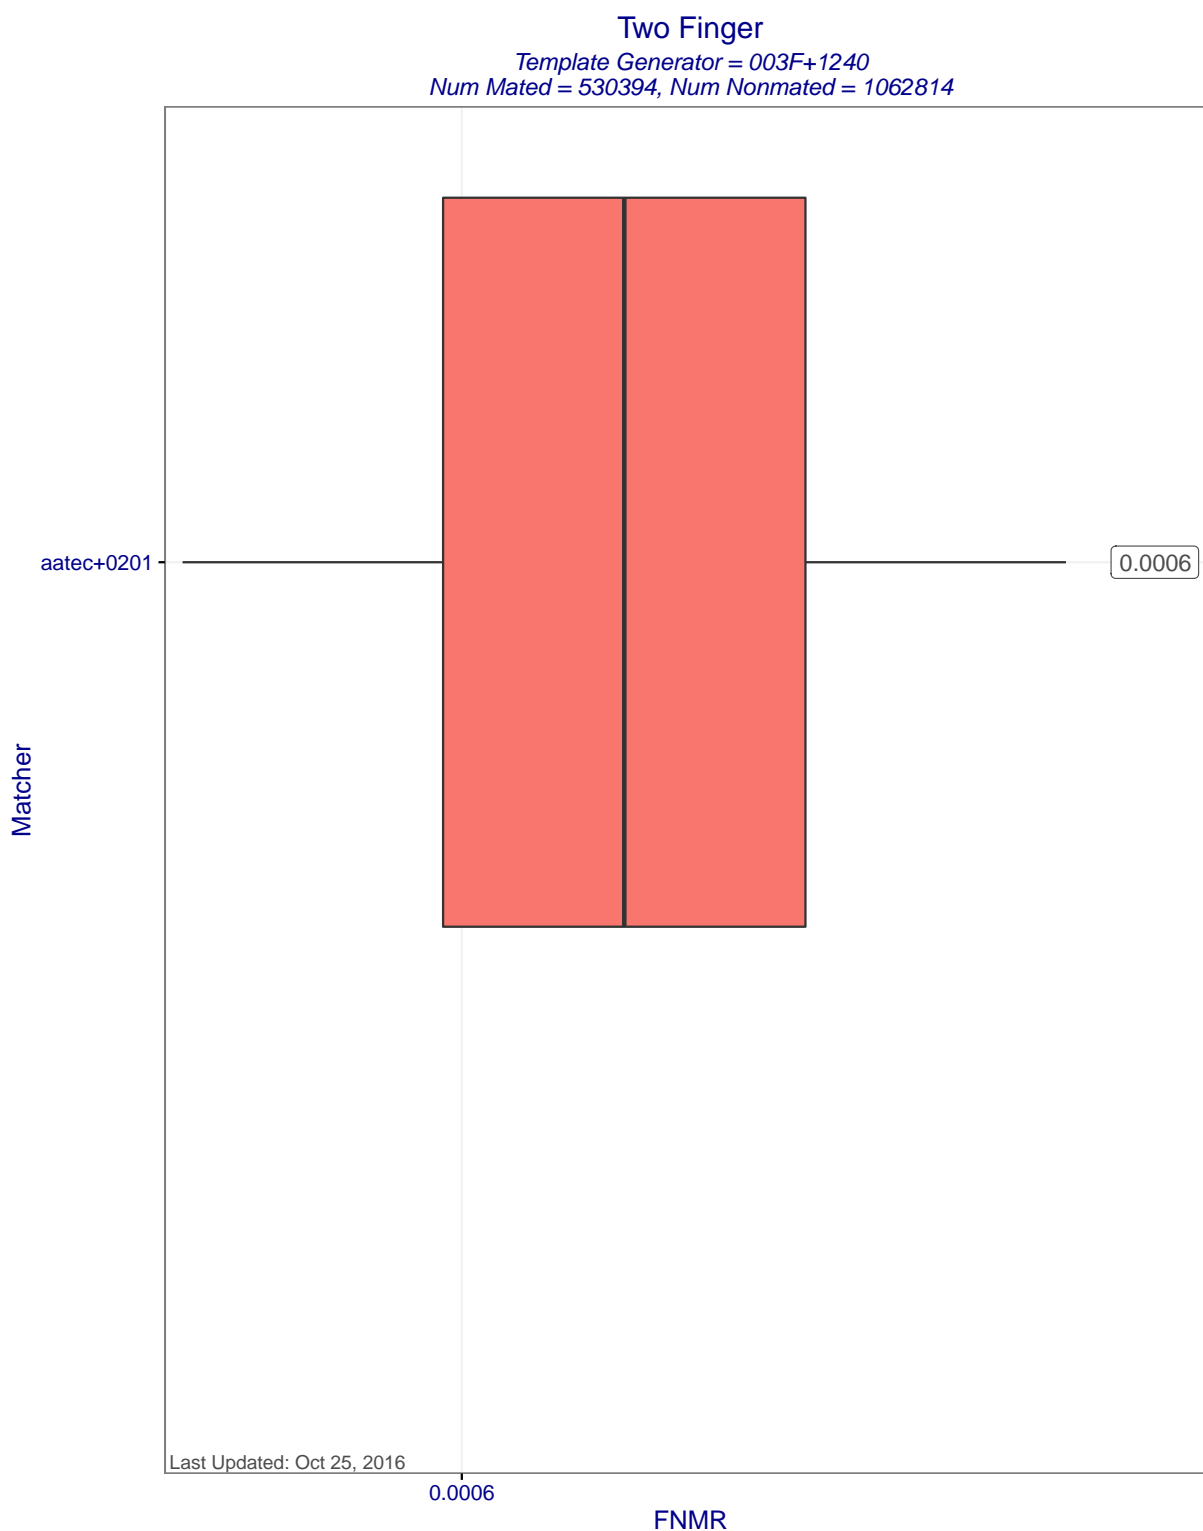 Two Finger
Template Generator = 003F+1240
Num Mated = 530394, Num Nonmated = 1062814
aatec+0201
0.0006
Matcher
Last Updated: Oct 25, 2016
0.0006
FNMR